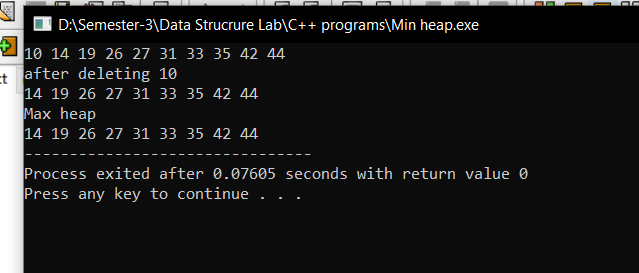 D:\Semester-3\Data Strucrure Lab\C++ programs\Min heap.exe
ct
10 14 19 26 27 31 33 35 42 44
after deleting 10
14 19 26 27 31 33 35 42 44
Max heap
14 19 26 27 31 33 35 42 44
--------------------------------
Process exited after 0.07605 seconds with return value 0
Press any key to continue . . .